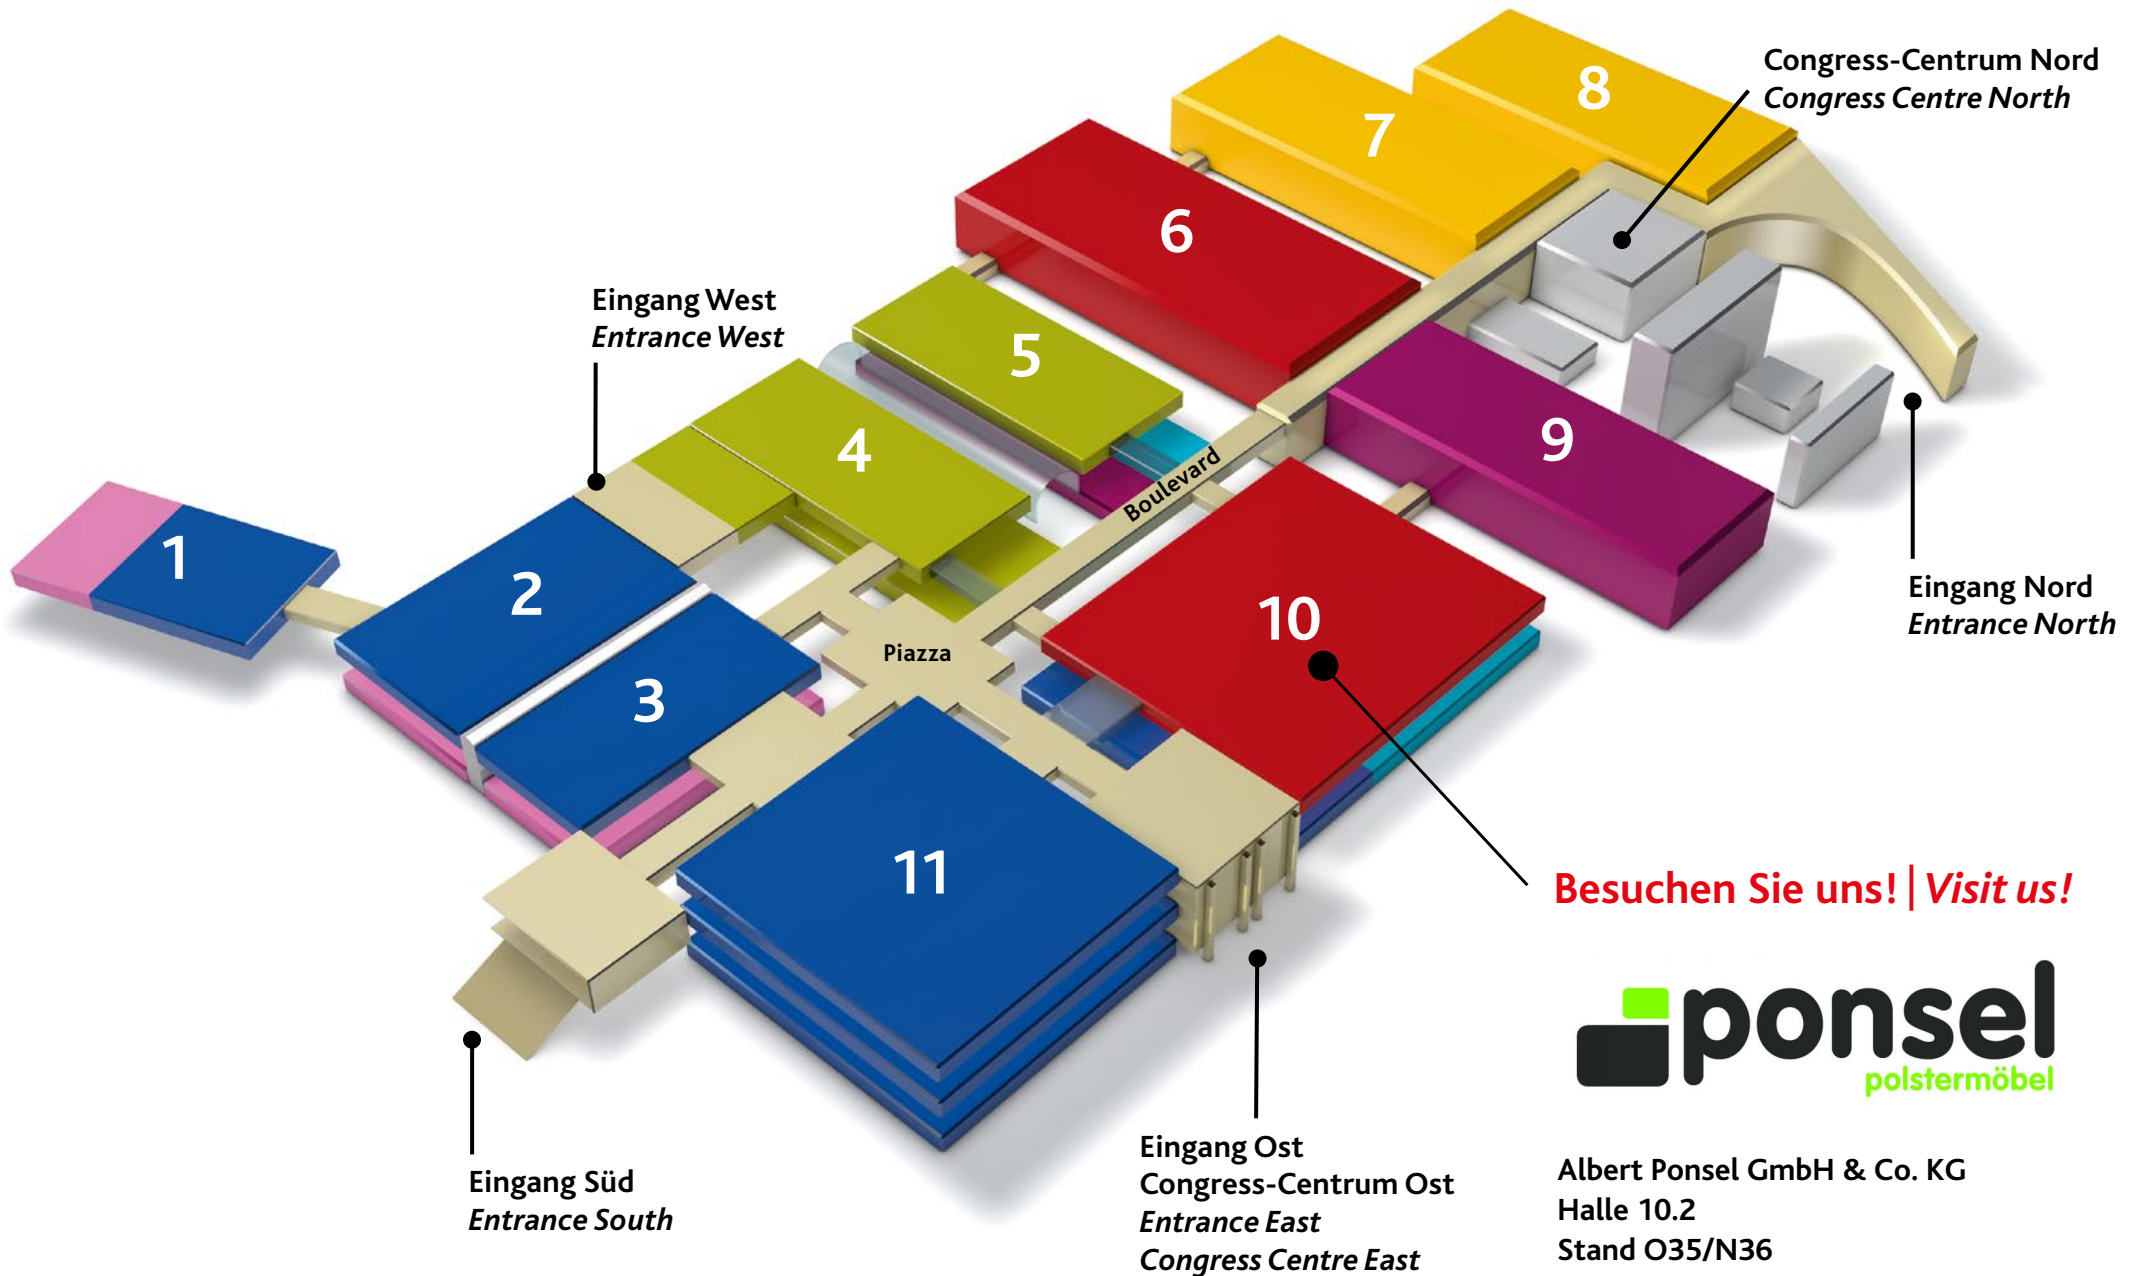 8
Congress-Centrum Nord
Congress Centre North
7
6
Eingang West
Entrance West
5
4
9
Boulevard
1
2
10
Eingang Nord
Entrance North
Piazza
3
11
Besuchen Sie uns! | Visit us!
ponsel
polstermöbel
Eingang Süd
Entrance South
Eingang Ost
Congress-Centrum Ost
Entrance East
Congress Centre East
Albert Ponsel GmbH & Co. KG
Halle 10.2
Stand O35/N36